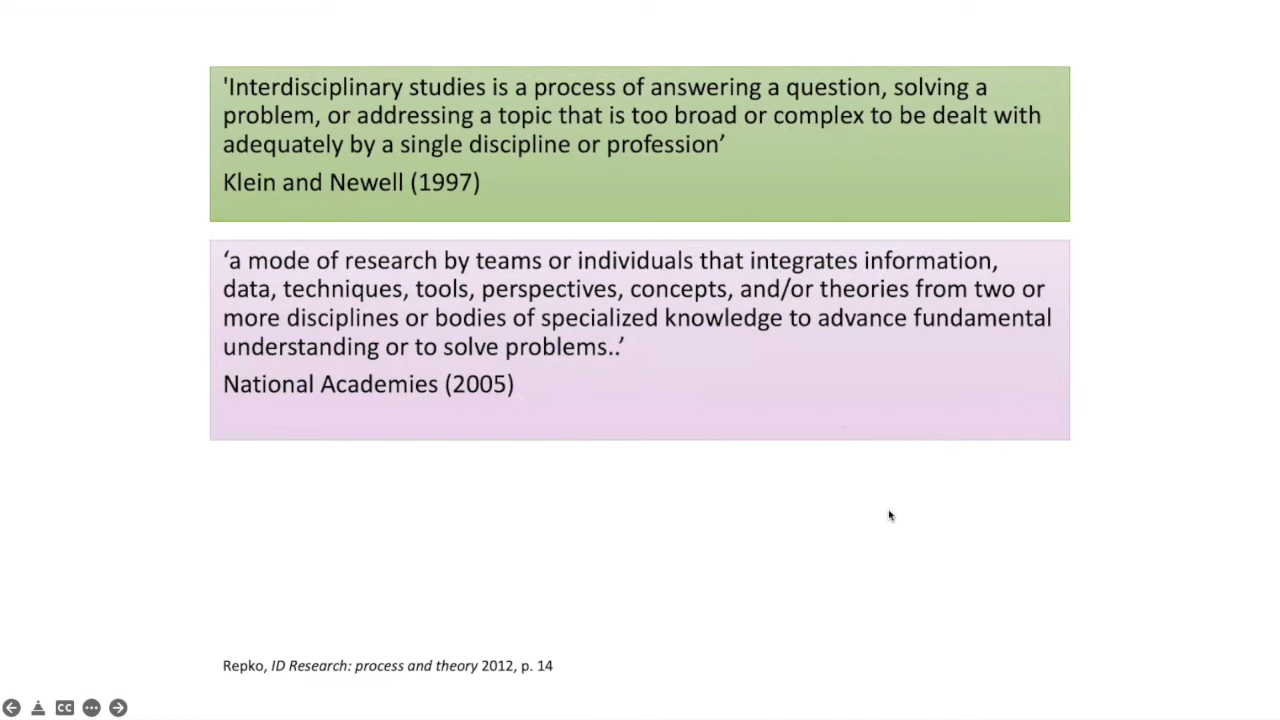 'Interdisciplinary studies is a process of answering a question, solving a
problem, or addressing a topic that is too broad or complex to be dealt with
adequately by a single discipline or profession’
Klein and Newell (1997)
‘a mode of research by teams or individuals that integrates information,
data, techniques, tools, perspectives, concepts, and/or theories from two or
more disciplines or bodies of specialized knowledge to advance fundamental
understanding or to solve problems..’
National Academies (2005)
Repko, ID Research: process and theory 2012, p. 14
CC